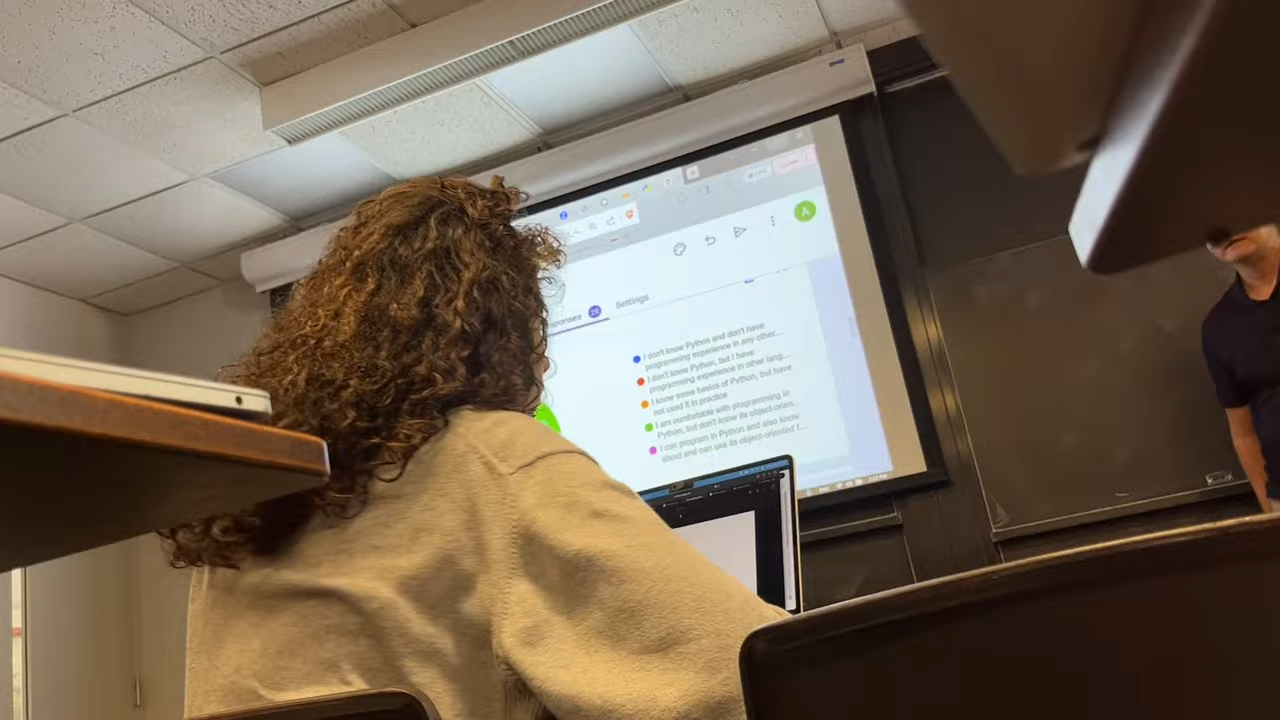 A
sponses 28 Settings
I don't know Python and don't have
programming experience in any other...
I don't know Python, but I have
programming experience in other lang...
I know some basics of Python, but have
not used it in practice
I am comfortable with programming in
Python, but don't know its object-orien...
I can program in Python and also know
about and can use its object-oriented f...